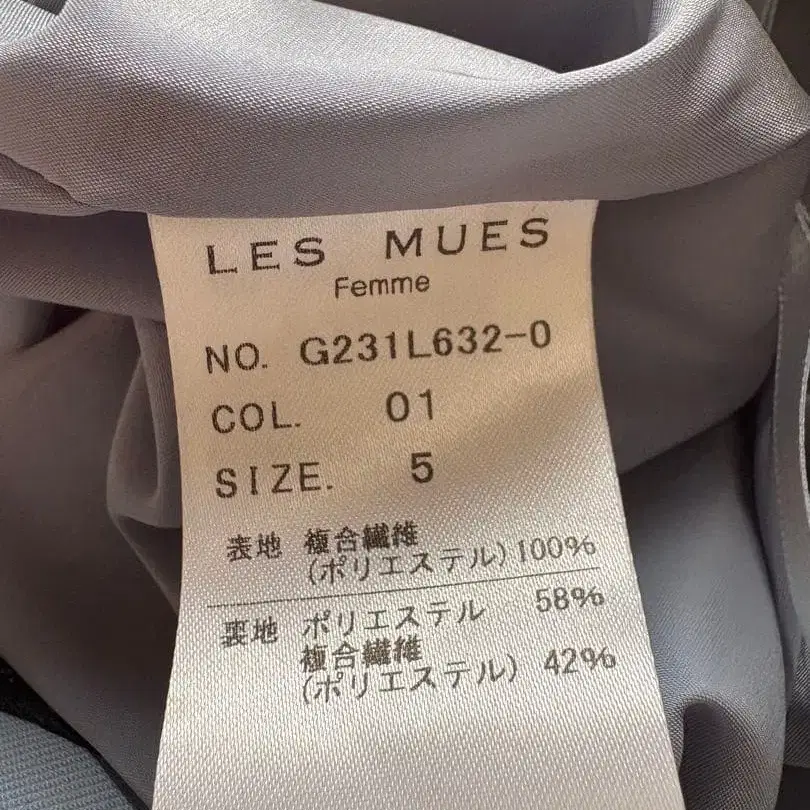 LES MUES
Femme
NO. G231L632-0
COL. 01
SIZE. 5
表地 複合繊維
(ポリエステル) 100%
裏地 ポリエステル 58%
複合繊維
(ポリエステル) 42%